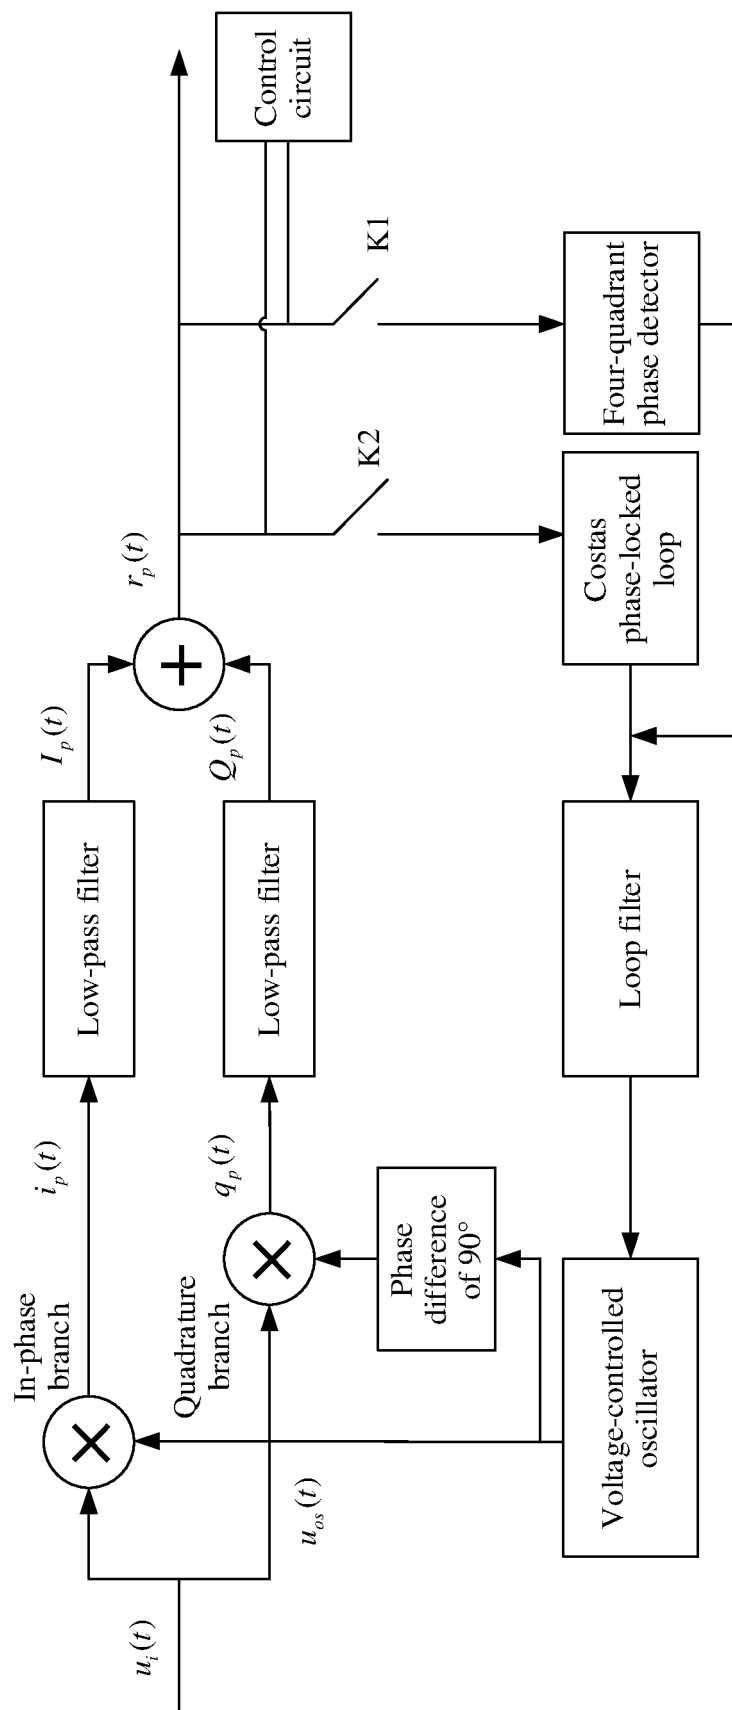 u_i(t)
In-phase
branch
i_p(t)
Low-pass filter
I_p(t)
Quadrature
branch
q_p(t)
Low-pass filter
Q_p(t)
r_p(t)
Control
circuit
u_os(t)
K2
K1
Phase
difference
of 90°
Voltage-controlled
oscillator
Loop filter
Costas
phase-locked
loop
Four-quadrant
phase detector